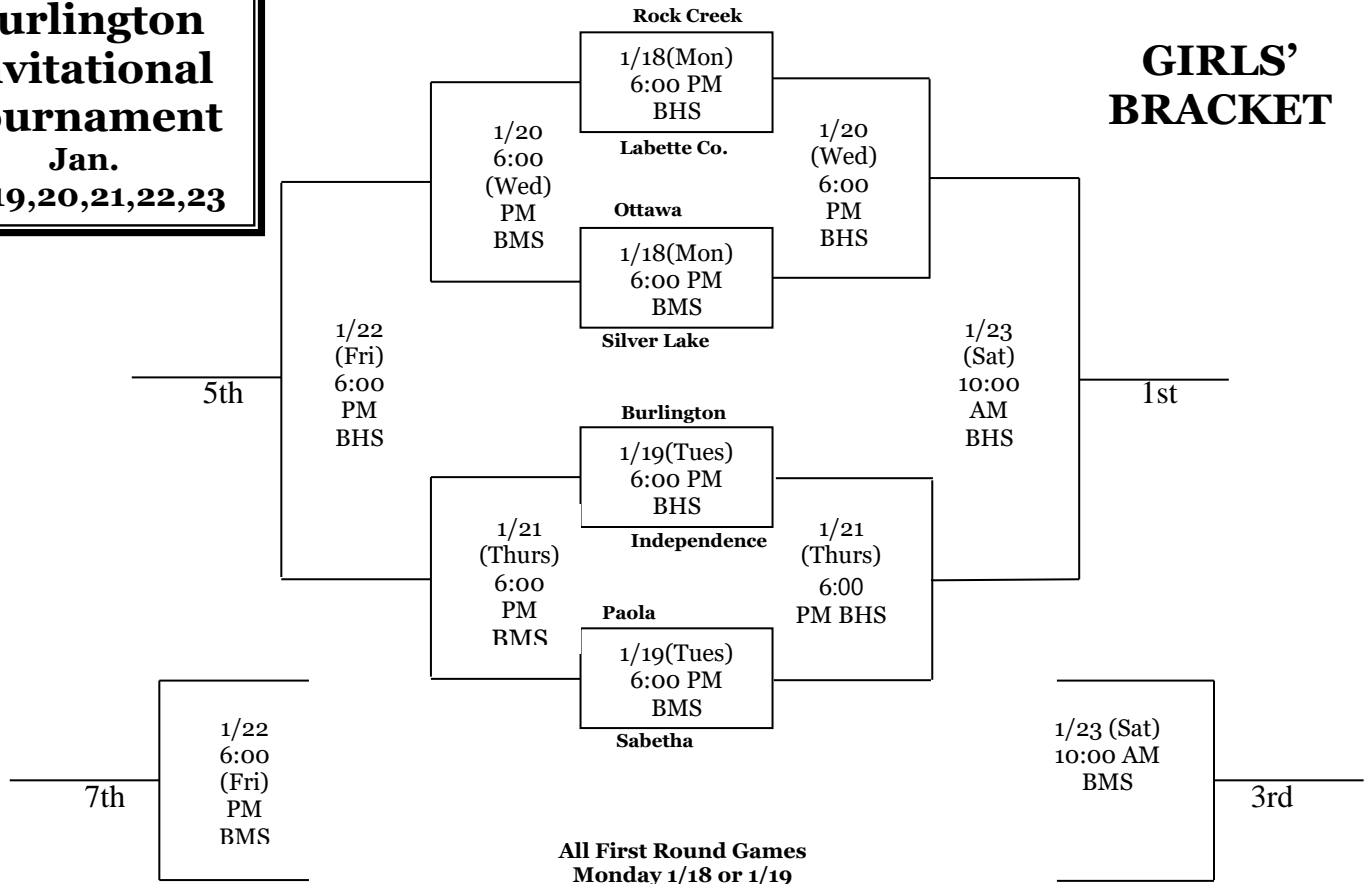 urlington
vitational
ournament
Jan.
19,20,21,22,23
GIRLS’
BRACKET
Rock Creek
1/18(Mon)
6:00 PM
BHS
Labette Co.
1/20
6:00
(Wed)
PM
BMS
1/20
(Wed)
6:00
PM
BHS
Ottawa
1/18(Mon)
6:00 PM
BMS
Silver Lake
1/22
(Fri)
6:00
PM
BHS
5th
1/23
(Sat)
10:00
AM
BHS
1st
Burlington
1/19(Tues)
6:00 PM
BHS
Independence
1/21
(Thurs)
6:00
PM
BMS
1/21
(Thurs)
6:00
PM BHS
Paola
1/19(Tues)
6:00 PM
BMS
Sabetha
1/22
6:00
(Fri)
PM
BMS
7th
1/23 (Sat)
10:00 AM
BMS
3rd
All First Round Games
Monday 1/18 or 1/19